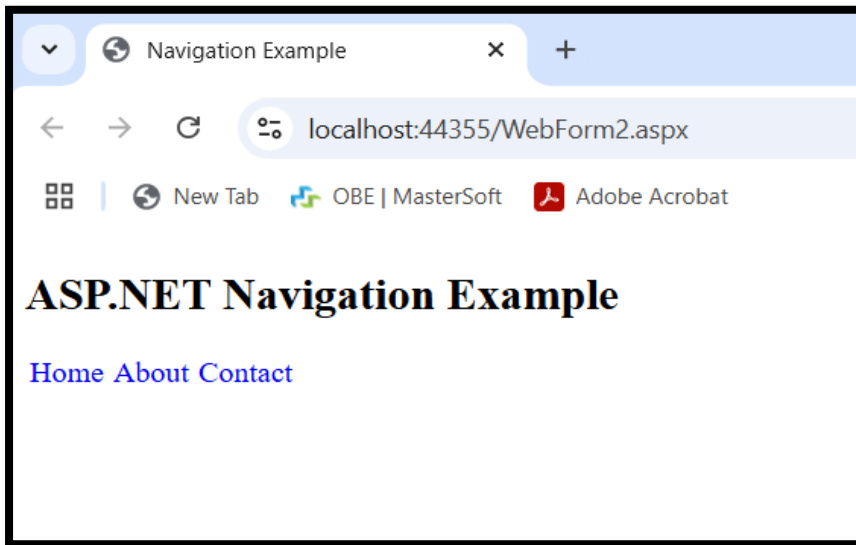 Navigation Example
localhost:44355/WebForm2.aspx
New Tab OBE | MasterSoft Adobe Acrobat
ASP.NET Navigation Example
Home About Contact